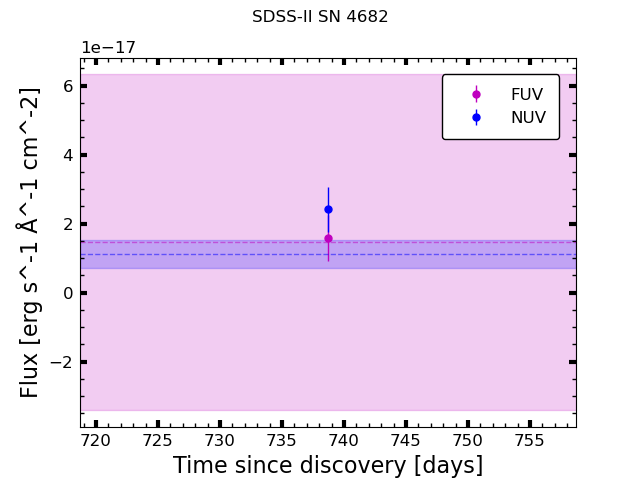 SDSS-II SN 4682
1e−17
FUV
NUV
6
4
2
0
−2
Flux [erg s^-1 Å^-1 cm^-2]
720 725 730 735 740 745 750 755
Time since discovery [days]